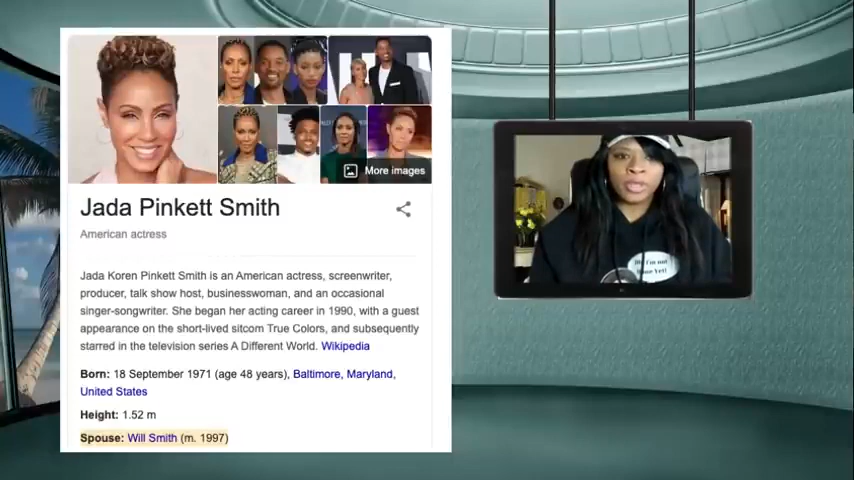 More images
Jada Pinkett Smith
American actress
Jada Koren Pinkett Smith is an American actress, screenwriter,
producer, talk show host, businesswoman, and an occasional
singer-songwriter. She began her acting career in 1990, with a guest
appearance on the short-lived sitcom True Colors, and subsequently
starred in the television series A Different World. Wikipedia
Born: 18 September 1971 (age 48 years), Baltimore, Maryland,
United States
Height: 1.52 m
Spouse: Will Smith (m. 1997)
I'm not
Yet!